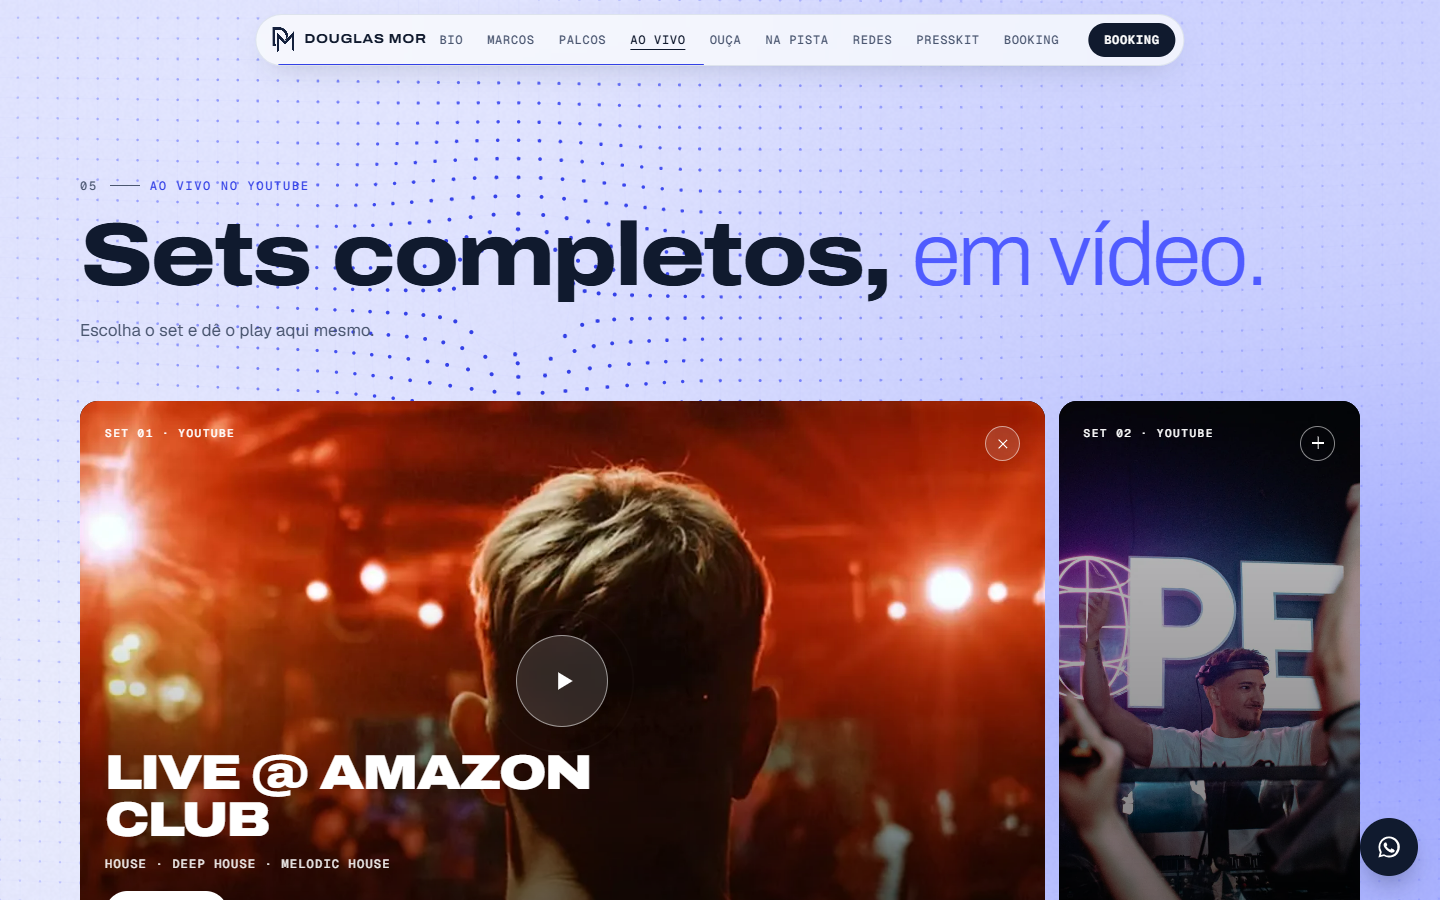 DOUGLAS MOR BIO MARCOS PALCOS AO VIVO OUÇA NA PISTA REDES PRESSKIT BOOKING BOOKING
05 AO VIVO NO YOUTUBE
Sets completos, em vídeo.
Escolha o set e dê o play aqui mesmo.
SET 01 · YOUTUBE
LIVE @ AMAZON
CLUB
HOUSE · DEEP HOUSE · MELODIC HOUSE
SET 02 · YOUTUBE
PE